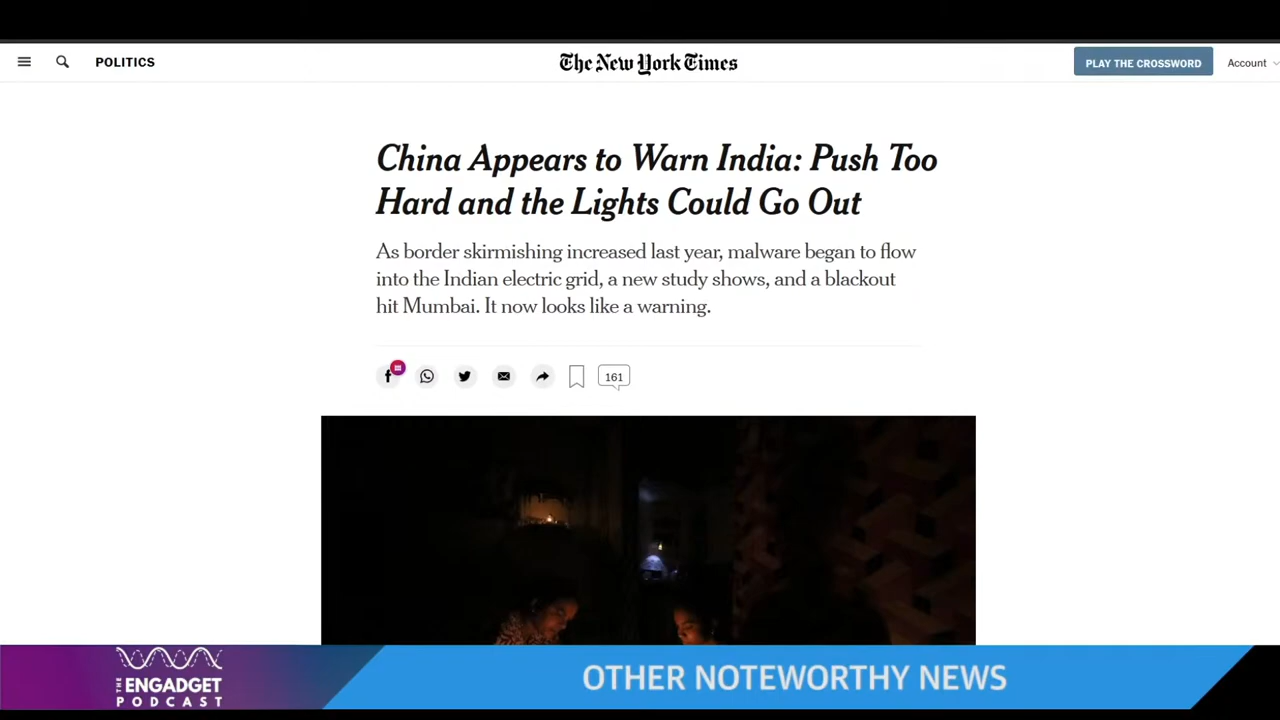 POLITICS
The New York Times
PLAY THE CROSSWORD
Account
China Appears to Warn India: Push Too
Hard and the Lights Could Go Out
As border skirmishing increased last year, malware began to flow
into the Indian electric grid, a new study shows, and a blackout
hit Mumbai. It now looks like a warning.
161
THE
ENGADGET
PODCAST
OTHER NOTEWORTHY NEWS